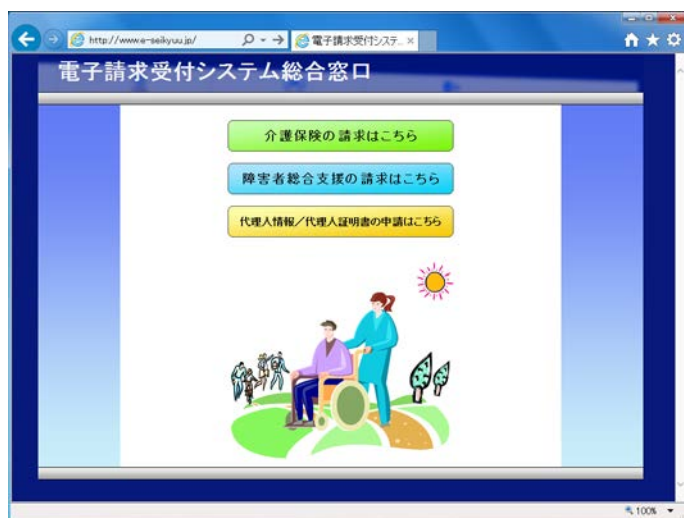 http://www.e-seikyuu.jp/
電子請求受付システ...
電子請求受付システム総合窓口
介護保険の請求はこちら
障害者総合支援の請求はこちら
代理人情報／代理人証明書の申請はこちら
100%